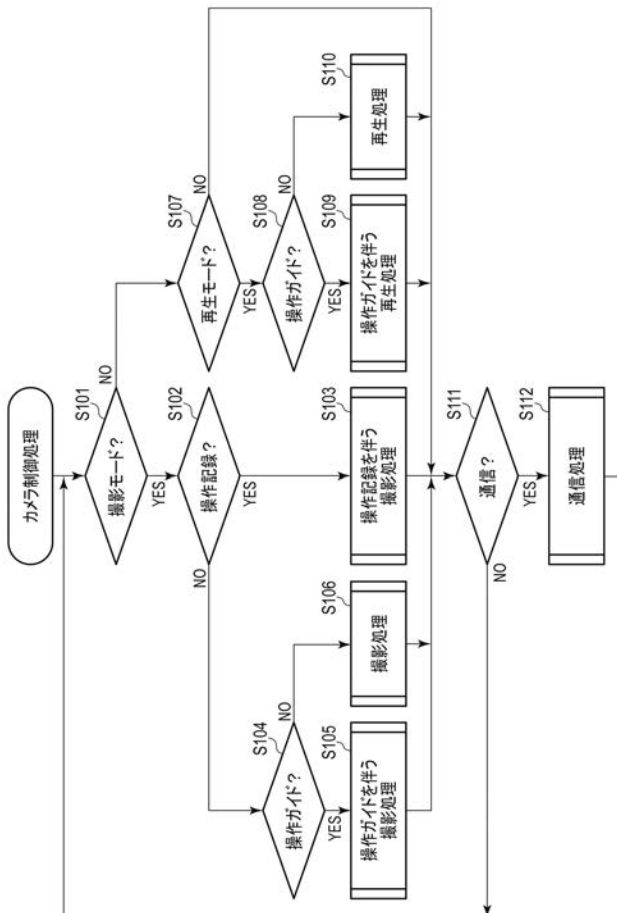 カメラ制御処理
S101
撮影モード?
NO
YES
S102
操作記録?
NO
YES
S104
操作ガイド?
NO
YES
S105
操作ガイドを伴う
撮影処理
S106
撮影処理
S103
操作記録を伴う
撮影処理
S107
再生モード?
NO
YES
S108
操作ガイド?
NO
YES
S109
操作ガイドを伴う
再生処理
S110
再生処理
S111
通信?
NO
YES
S112
通信処理